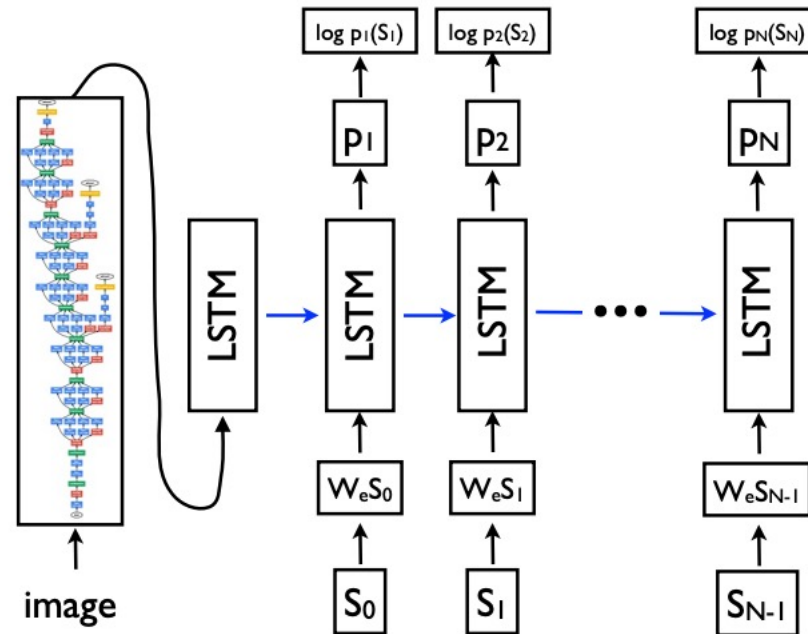 log p₁(S₁) log p₂(S₂) log pN(SN)
p₁ p₂ pN
LSTM LSTM LSTM LSTM
WeS₀ WeS₁ WeSN-1
image S₀ S₁ SN-1